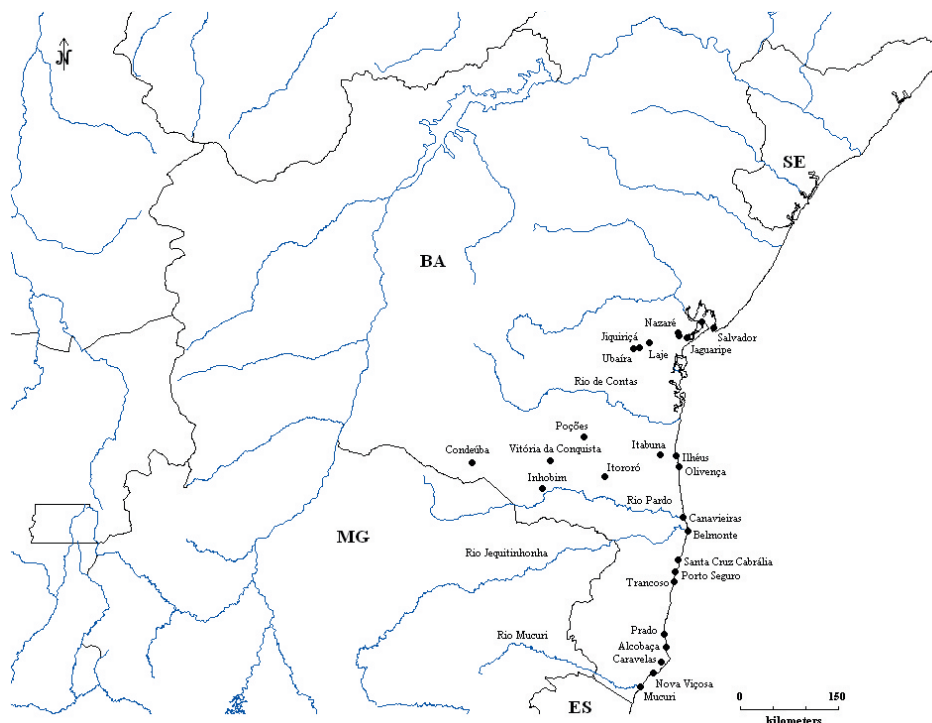 N
SE
BA
Nazaré
Salvador
Jiquiriçá
Jaguaripe
Laje
Ubaíra
Rio de Contas
Poções
Condeúba
Vitória da Conquista
Itabuna
Ilhéus
Olivença
Itororó
Inhobim
Rio Pardo
Canavieiras
Belmonte
MG
Rio Jequitinhonha
Santa Cruz Cabrália
Porto Seguro
Trancoso
Prado
Rio Mucuri
Alcobaça
Caravelas
Nova Viçosa
Mucuri
ES
0 150
kilometers